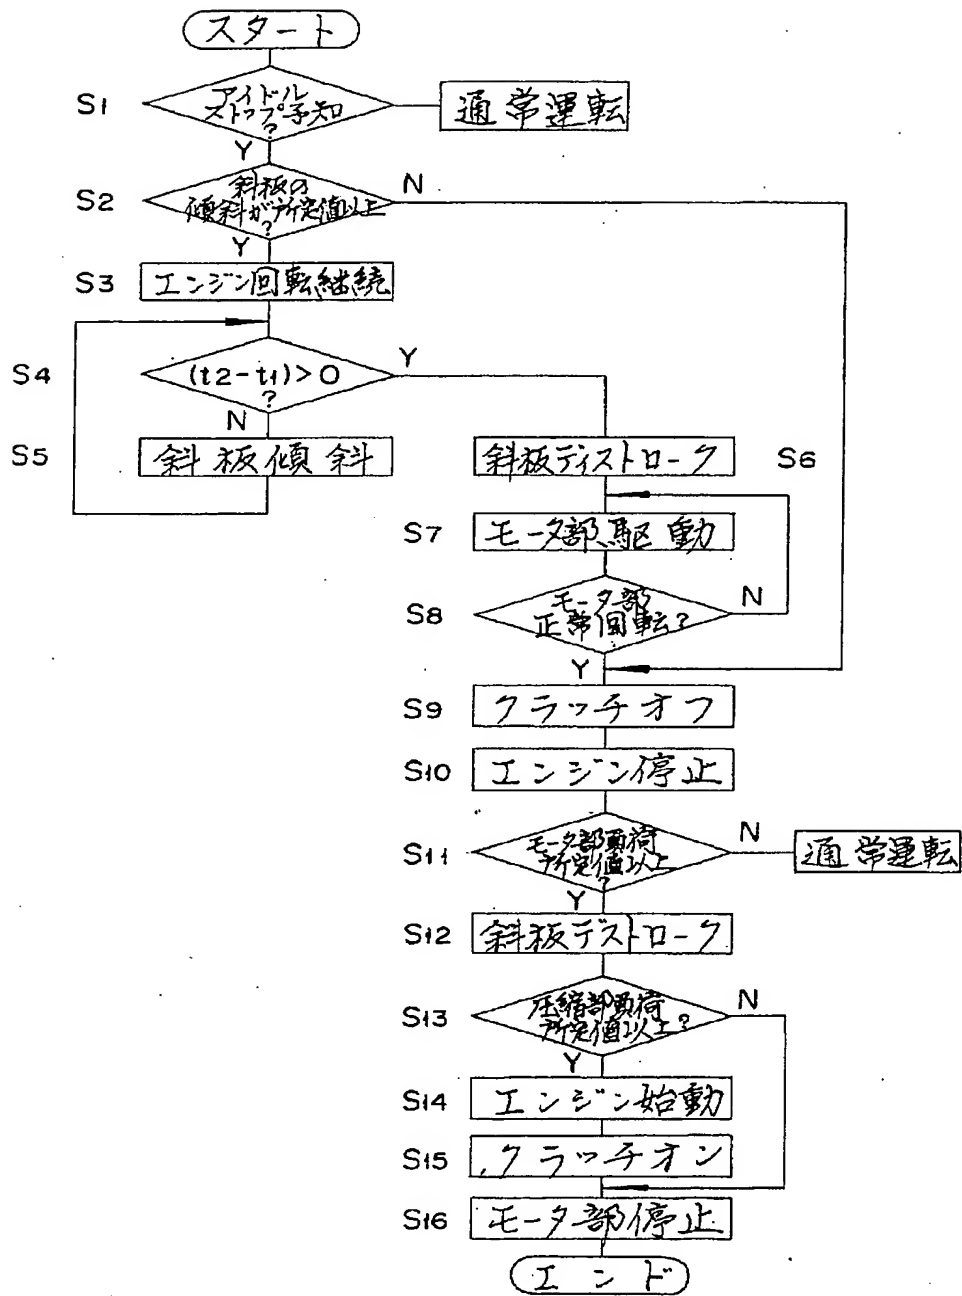 スタート
S1
アイドル
ストップ予知
?
通常運転
Y
S2
斜板の
傾斜が所定値以上
?
N
Y
S3
エンジン回転継続
S4
(t2-t1)>0
?
Y
N
S5
斜板傾斜
斜板ディストローク
S6
S7
モータ部駆動
S8
モータ部
正常回転?
N
Y
S9
クラッチオフ
S10
エンジン停止
S11
モータ部負荷
所定値以上
?
N
通常運転
Y
S12
斜板デストローク
S13
圧縮部負荷
所定値以上?
N
Y
S14
エンジン始動
S15
クラッチオン
S16
モータ部停止
エンド